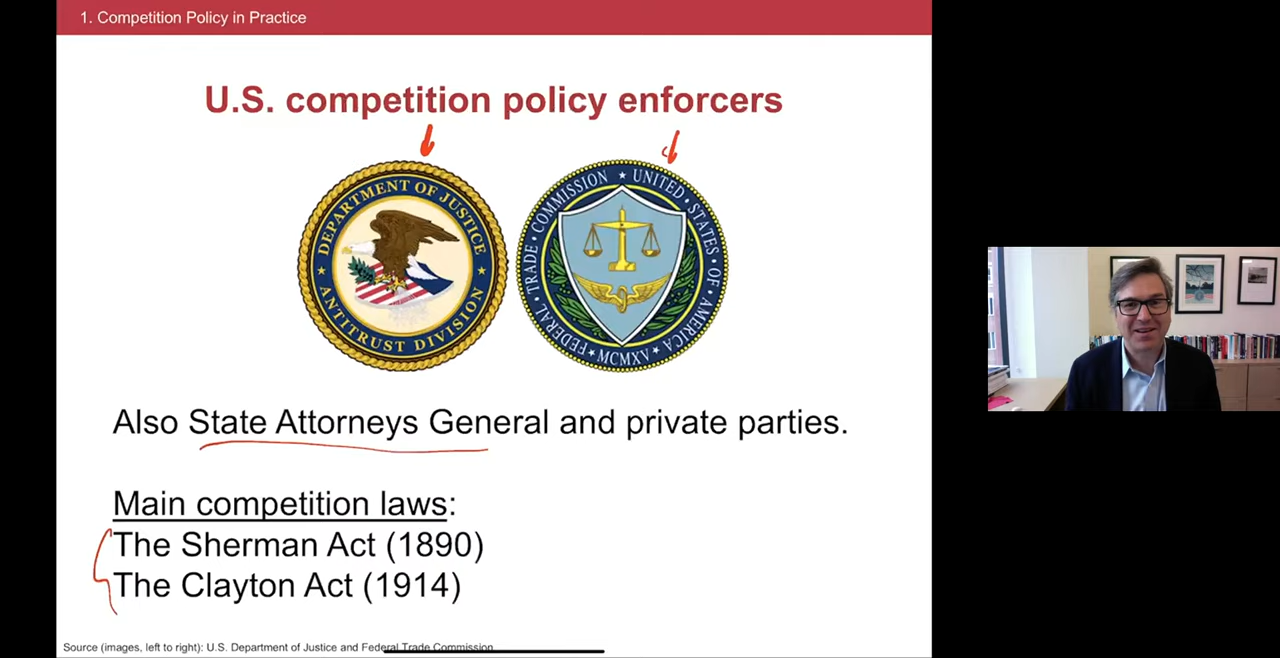 1. Competition Policy in Practice
U.S. competition policy enforcers
DEPARTMENT OF JUSTICE
★ ANTITRUST DIVISION ★
FEDERAL ★ TRADE • COMMISSION ★ UNITED • STATES • OF • AMERICA ★ MCMXV
Also State Attorneys General and private parties.
Main competition laws:
The Sherman Act (1890)
The Clayton Act (1914)
Source (images, left to right): U.S. Department of Justice and Federal Trade Commission